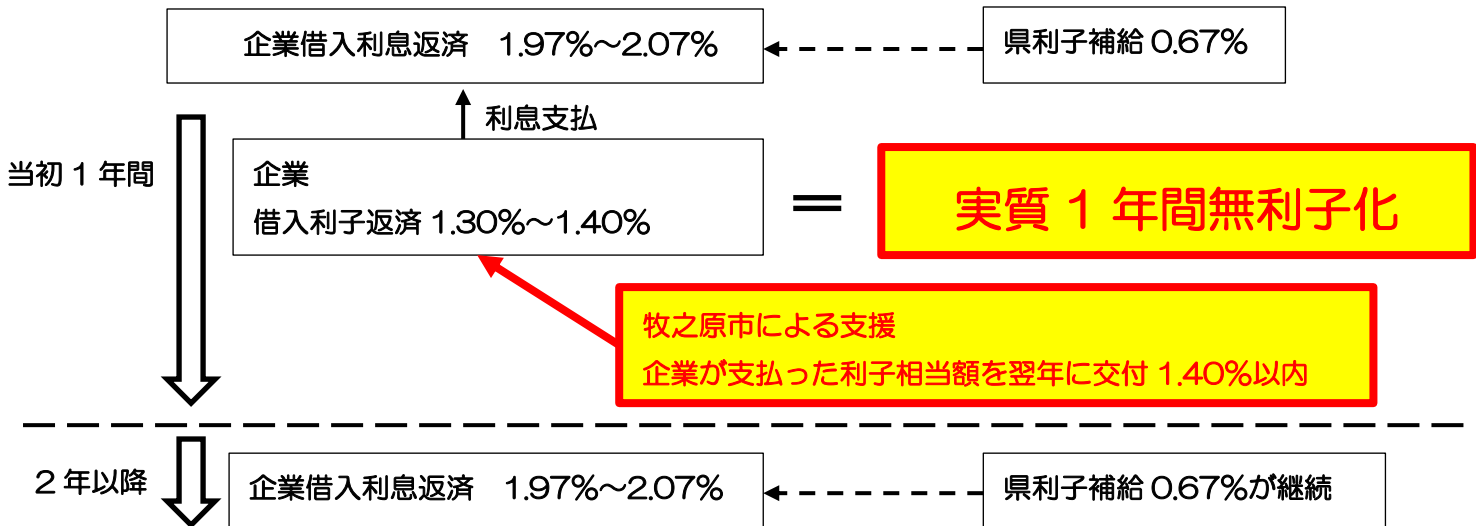 企業借入利息返済　1.97%～2.07%
県利子補給 0.67%
利息支払
当初 1 年間
企業
借入利子返済 1.30%～1.40%
＝
実質 1 年間無利子化
牧之原市による支援
企業が支払った利子相当額を翌年に交付 1.40%以内
2 年以降
企業借入利息返済　1.97%～2.07%
県利子補給 0.67%が継続